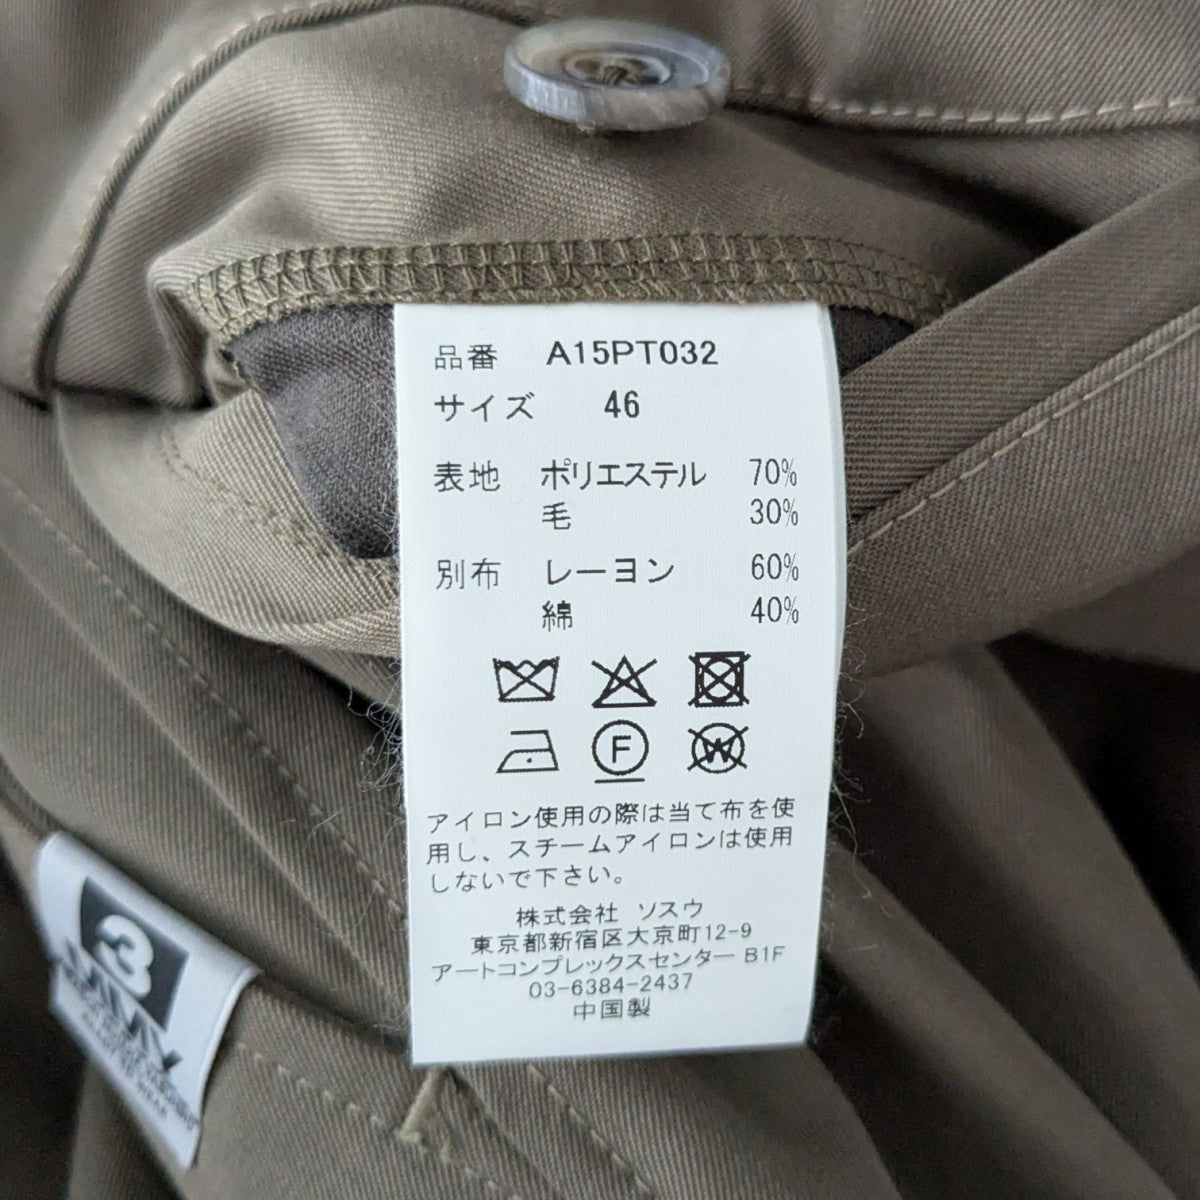 品番 A15PT032
サイズ 46
表地 ポリエステル 70%
毛 30%
別布 レーヨン 60%
綿 40%
F W
アイロン使用の際は当て布を使
用し、スチームアイロンは使用
しないで下さい。
株式会社 ソスウ
東京都新宿区大京町12-9
アートコンプレックスセンター B1F
03-6384-2437
中国製
3